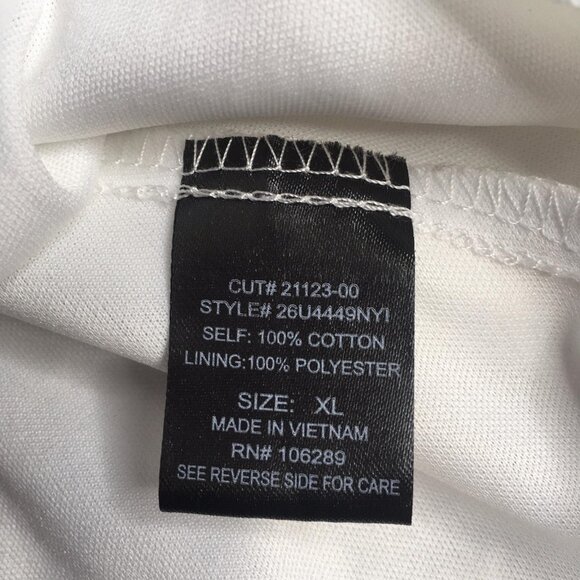 CUT# 21123-00
STYLE# 26U4449NYI
SELF: 100% COTTON
LINING:100% POLYESTER
SIZE: XL
MADE IN VIETNAM
RN# 106289
SEE REVERSE SIDE FOR CARE